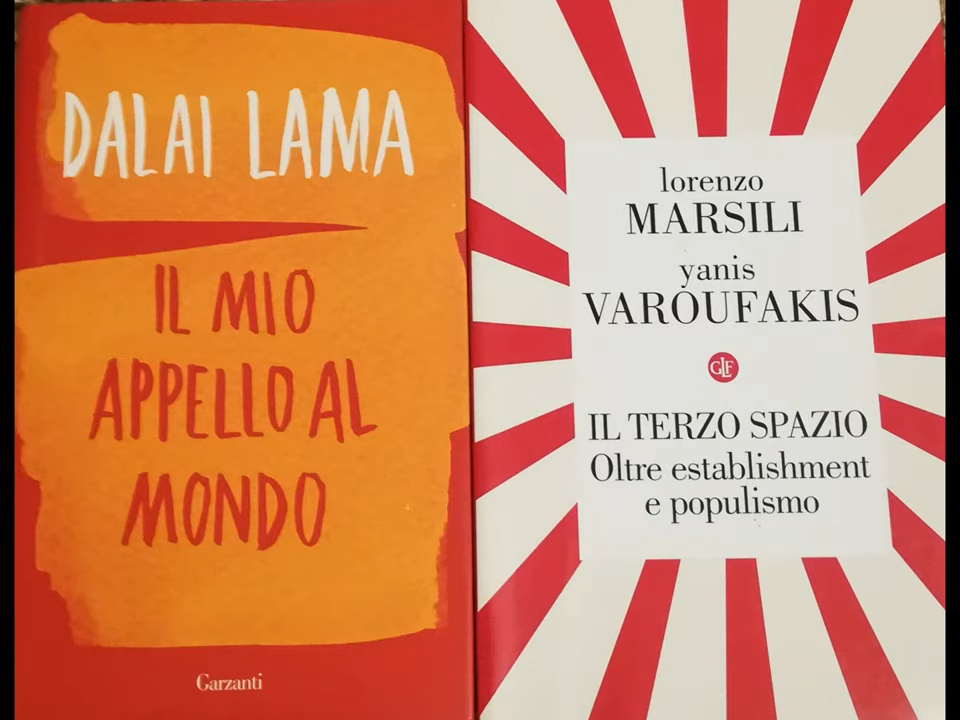 DALAI LAMA
IL MIO
APPELLO AL
MONDO
Garzanti
lorenzo
MARSILI
yanis
VAROUFAKIS
GLF
IL TERZO SPAZIO
Oltre establishment
e populismo